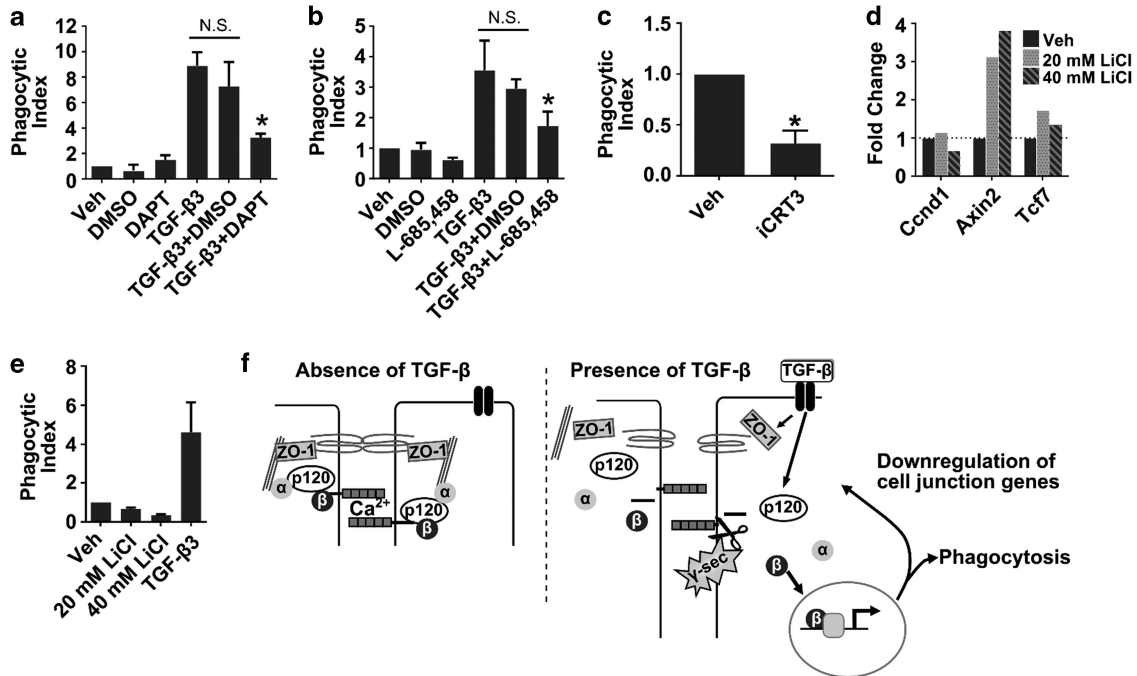 a
12
10
8
6
4
2
0
Phagocytic
Index
N.S.
*
Veh
DMSO
DAPT
TGF-β3
TGF-β3+DMSO
TGF-β3+DAPT
b
5
4
3
2
1
0
Phagocytic
Index
N.S.
*
Veh
DMSO
L-685,458
TGF-β3
TGF-β3+DMSO
TGF-β3+L-685,458
c
1.5
1.0
0.5
0.0
Phagocytic
Index
*
Veh
iCRT3
d
4
3
2
1
0
Fold Change
Veh
20 mM LiCl
40 mM LiCl
Ccnd1
Axin2
Tcf7
e
8
6
4
2
0
Phagocytic
Index
Veh
20 mM LiCl
40 mM LiCl
TGF-β3
f
Absence of TGF-β
ZO-1
ZO-1
p120
α
β
Ca2+
α
p120
β
Presence of TGF-β
TGF-β
ZO-1
ZO-1
p120
α
β
p120
γ-sec
α
β
β
Downregulation of
cell junction genes
Phagocytosis